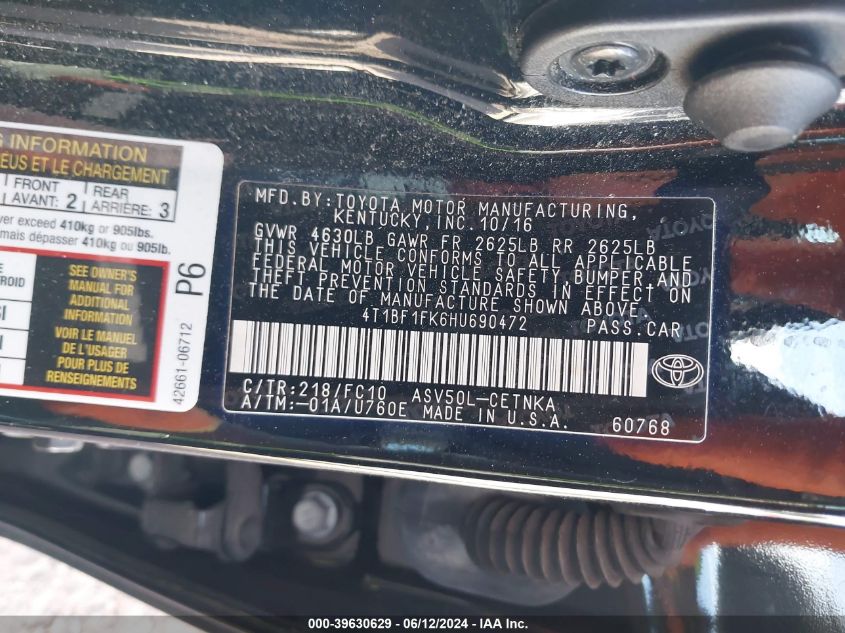 G INFORMATION
EUS ET LE CHARGEMENT
FRONT
AVANT: 2
REAR
ARRIÈRE: 3
ver exceed 410kg or 905lbs.
mais dépasser 410kg ou 905lb.
SEE OWNER'S
MANUAL FOR
ADDITIONAL
INFORMATION
VOIR LE MANUEL
DE L'USAGER
POUR PLUS DE
RENSEIGNEMENTS
P6
42661-06712
MFD.BY:TOYOTA MOTOR MANUFACTURING,
KENTUCKY, INC.10/16
GVWR 4630LB GAWR FR 2625LB RR 2625LB
THIS VEHICLE CONFORMS TO ALL APPLICABLE
FEDERAL MOTOR VEHICLE SAFETY,BUMPER,AND
THEFT PREVENTION STANDARDS IN EFFECT ON
THE DATE OF MANUFACTURE SHOWN ABOVE.
4T1BF1FK6HU690472 PASS.CAR
C/TR:218/FC10 ASV50L-CETNKA
A/TM:-01A/U760E MADE IN U.S.A. 60768
000-39630629 - 06/12/2024 - IAA Inc.